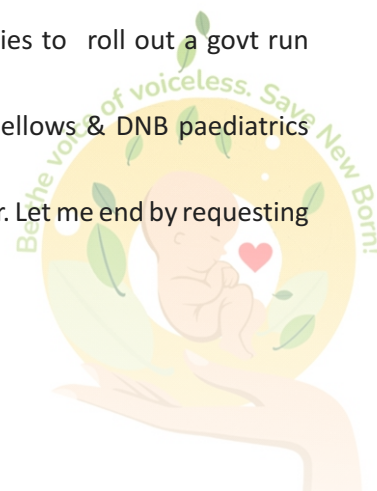 ies to roll out a govt run
ellows & DNB paediatrics
r. Let me end by requesting
Be the voice of voiceless. Save New Born!